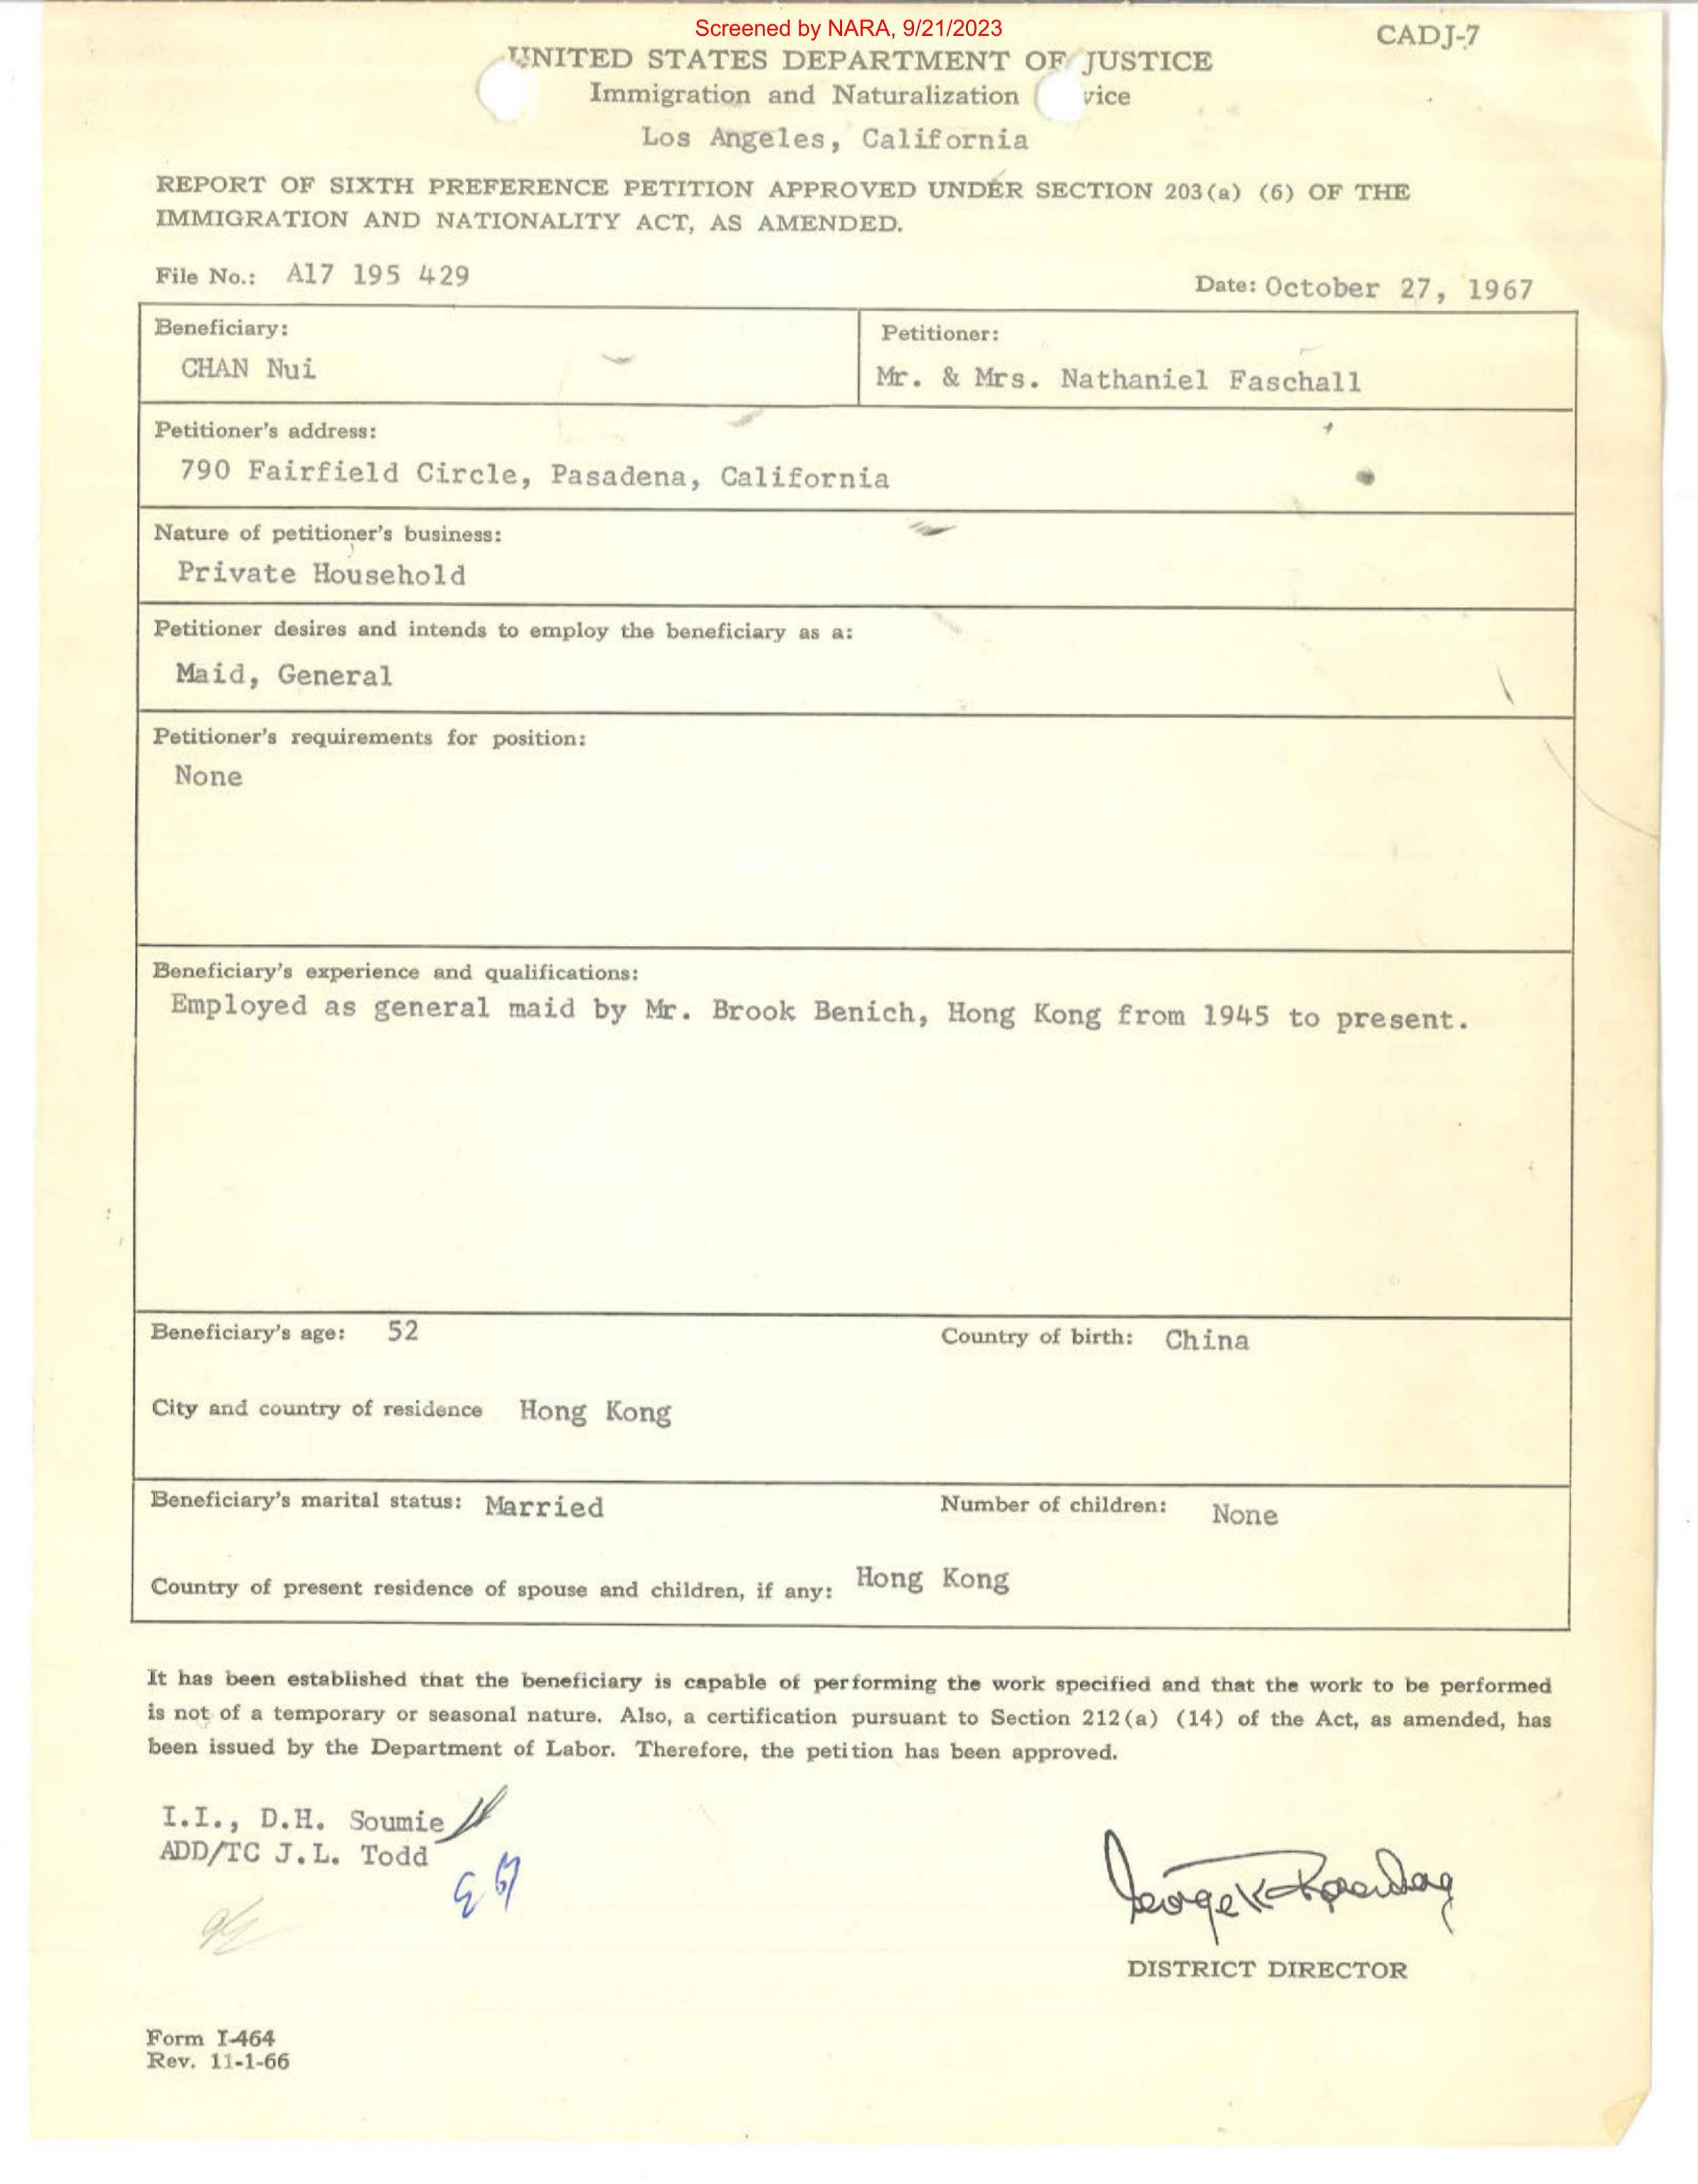 Screened by NARA, 9/21/2023
CADJ-7
UNITED STATES DEPARTMENT OF JUSTICE
Immigration and Naturalization vice
Los Angeles, California
REPORT OF SIXTH PREFERENCE PETITION APPROVED UNDER SECTION 203(a) (6) OF THE
IMMIGRATION AND NATIONALITY ACT, AS AMENDED.
File No.: A17 195 429
Date: October 27, 1967
Beneficiary:
CHAN Nui
Petitioner:
Mr. & Mrs. Nathaniel Faschall
Petitioner's address:
790 Fairfield Circle, Pasadena, California
Nature of petitioner's business:
Private Household
Petitioner desires and intends to employ the beneficiary as a:
Maid, General
Petitioner's requirements for position:
None
Beneficiary's experience and qualifications:
Employed as general maid by Mr. Brook Benich, Hong Kong from 1945 to present.
Beneficiary's age: 52
Country of birth: China
City and country of residence Hong Kong
Beneficiary's marital status: Married
Number of children: None
Country of present residence of spouse and children, if any: Hong Kong
It has been established that the beneficiary is capable of performing the work specified and that the work to be performed
is not of a temporary or seasonal nature. Also, a certification pursuant to Section 212(a) (14) of the Act, as amended, has
been issued by the Department of Labor. Therefore, the petition has been approved.
I.I., D.H. Soumie
ADD/TC J.L. Todd
George K
DISTRICT DIRECTOR
Form I-464
Rev. 11-1-66